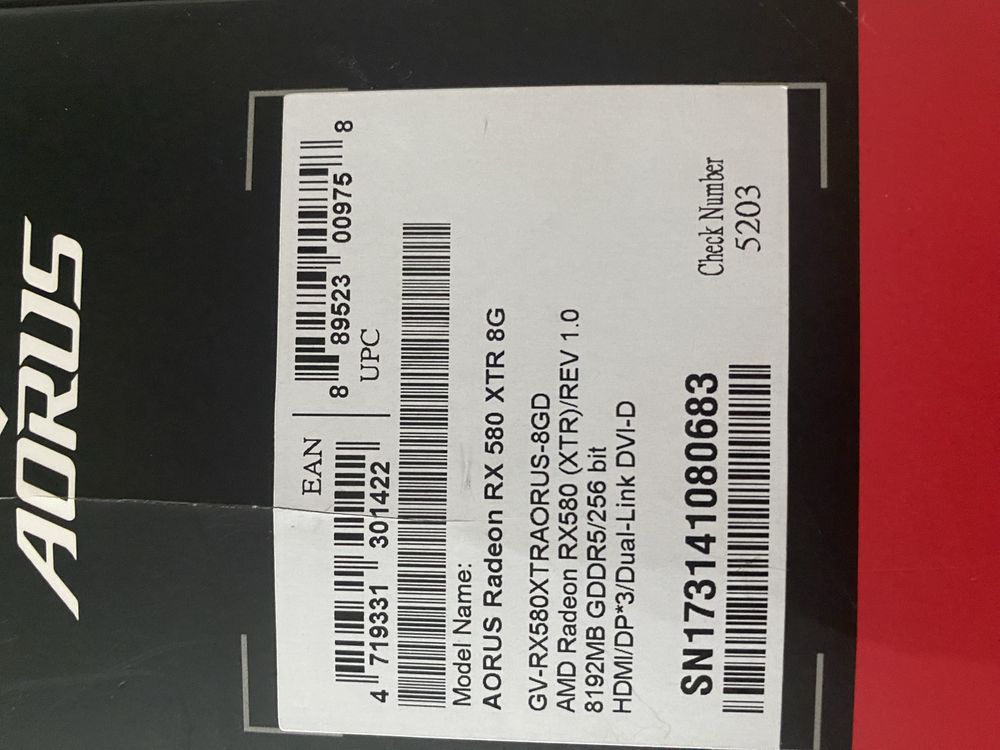 AORUS
EAN
4 719331 301422
8 89523 00975 8
UPC
Model Name:
AORUS Radeon RX 580 XTR 8G
GV-RX580XTRAORUS-8GD
AMD Radeon RX580 (XTR)/REV 1.0
8192MB GDDR5/256 bit
HDMI/DP*3/Dual-Link DVI-D
SN173141080683
Check Number
5203